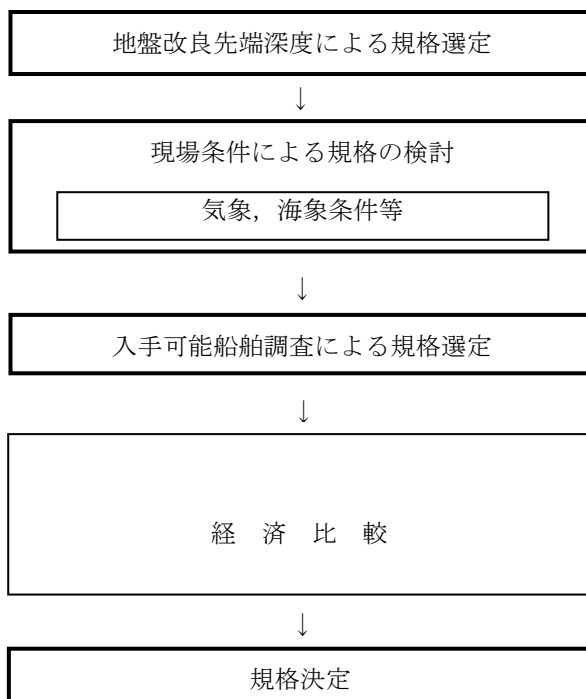 地盤改良先端深度による規格選定
↓
現場条件による規格の検討
気象，海象条件等
↓
入手可能船舶調査による規格選定
↓
経 済 比 較
↓
規格決定